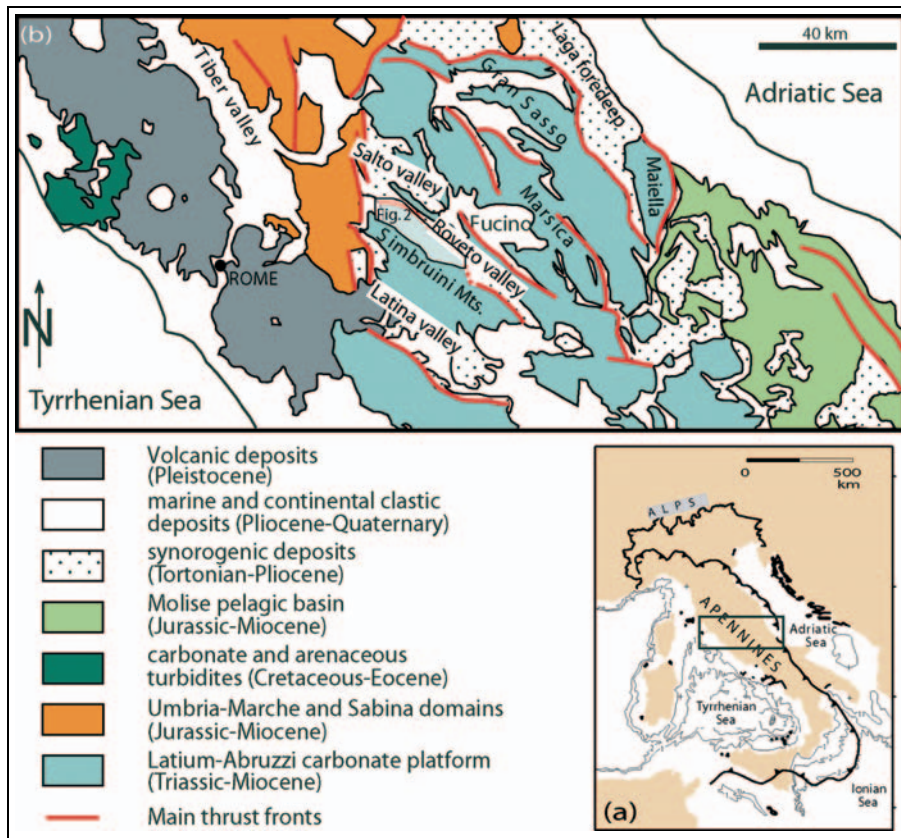 (b)
40 km
Tiber valley
Gran Sasso
Laga foredeep
Adriatic Sea
Salto valley
Maiella
Marsica
Fig.2
Fucino
Roveto valley
Simbruini Mts.
ROME
Latina valley
N
Tyrrhenian Sea
Volcanic deposits
(Pleistocene)
marine and continental clastic
deposits (Pliocene-Quaternary)
synorogenic deposits
(Tortonian-Pliocene)
Molise pelagic basin
(Jurassic-Miocene)
carbonate and arenaceous
turbidites (Cretaceous-Eocene)
Umbria-Marche and Sabina domains
(Jurassic-Miocene)
Latium-Abruzzi carbonate platform
(Triassic-Miocene)
Main thrust fronts
0 500
km
ALPS
APENNINES
Adriatic
Sea
Tyrrhenian
Sea
Ionian
Sea
(a)